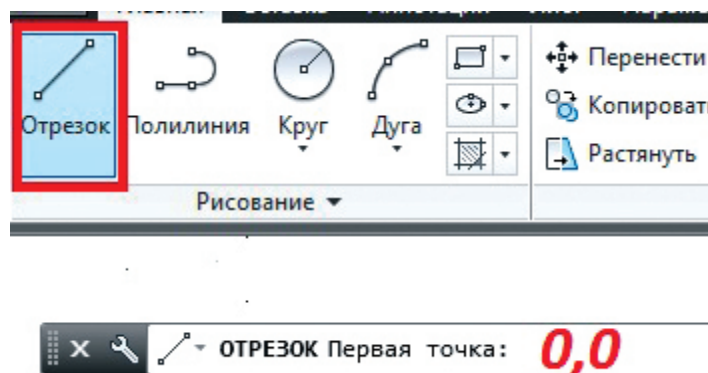 Отрезок Полилиния Круг Дуга
Перенести
Копироват
Растянуть
Рисование
ОТРЕЗОК Первая точка: 0,0